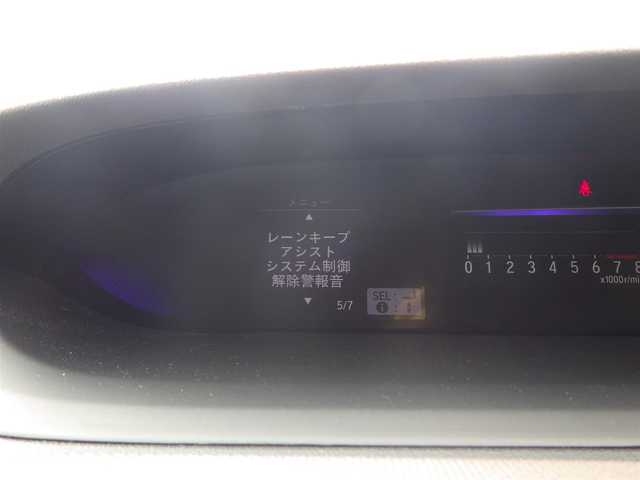 メニュー
レーンキープ
アシスト
システム制御
解除警報音
5/7
SEL
0 1 2 3 4 5 6 7 8
x1000r/mi